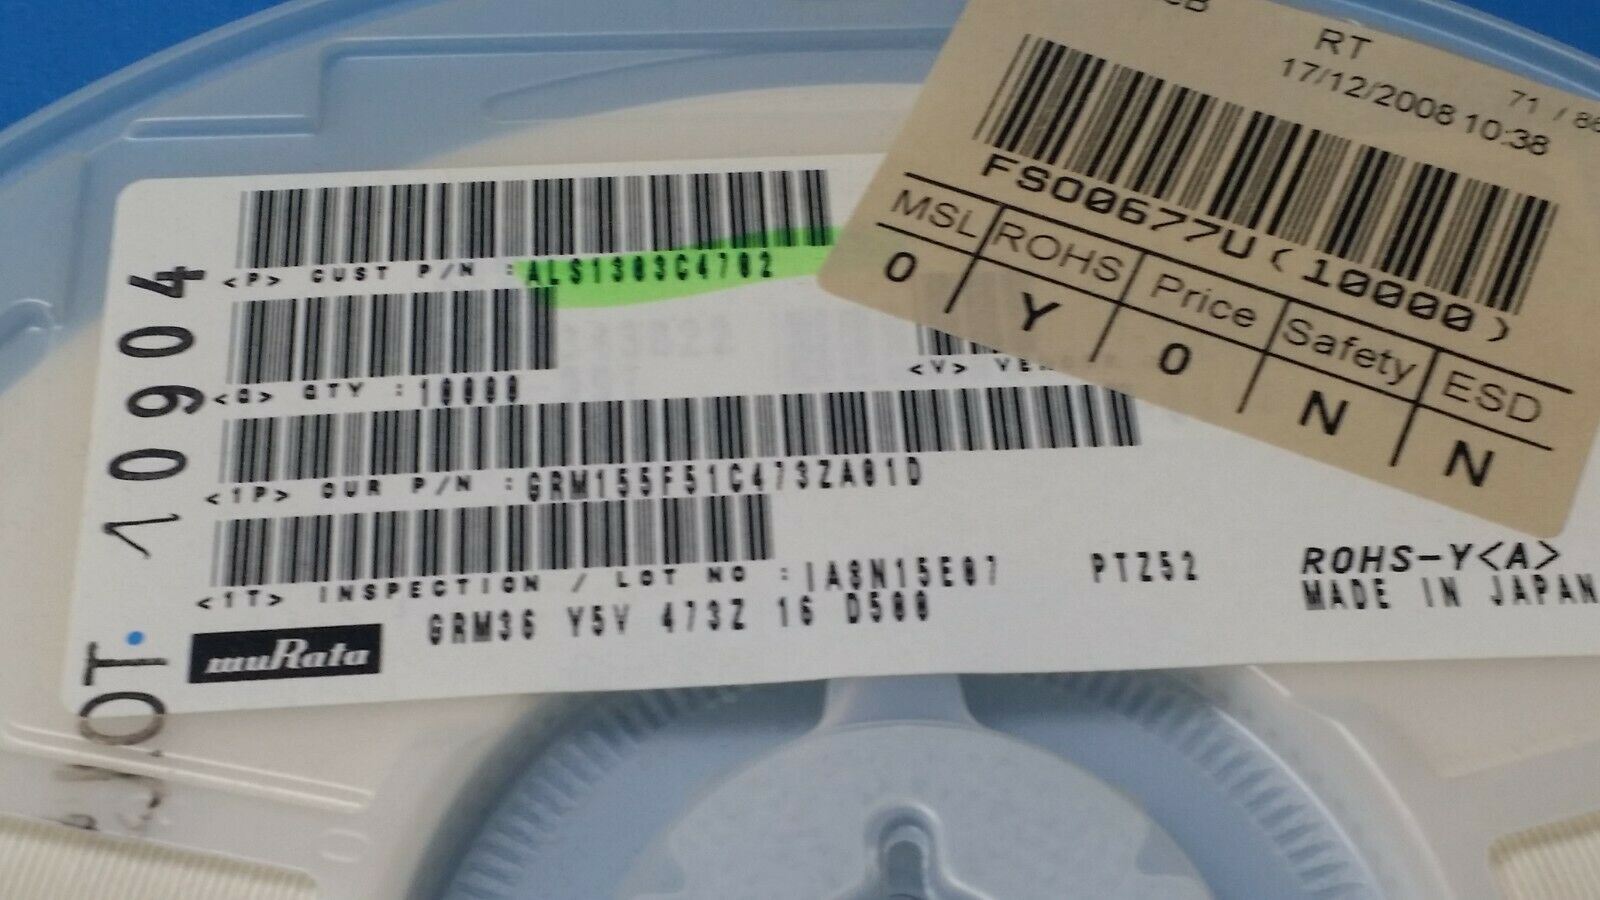 RT
17/12/2008 10:38
71 / 86
FS00677U(10000)
MSL ROHS Price Safety ESD
0 Y 0 N N
<P> CUST P/N : ALS1303C4702
<Q> QTY : 10000
<V>
<1P> OUR P/N : GRM155F51C473ZA01D
<1T> INSPECTION / LOT NO : IA8N15E07 PTZ52
GRM36 Y5V 473Z 16 D500
ROHS-Y<A>
MADE IN JAPAN
muRata
LOT. 10904